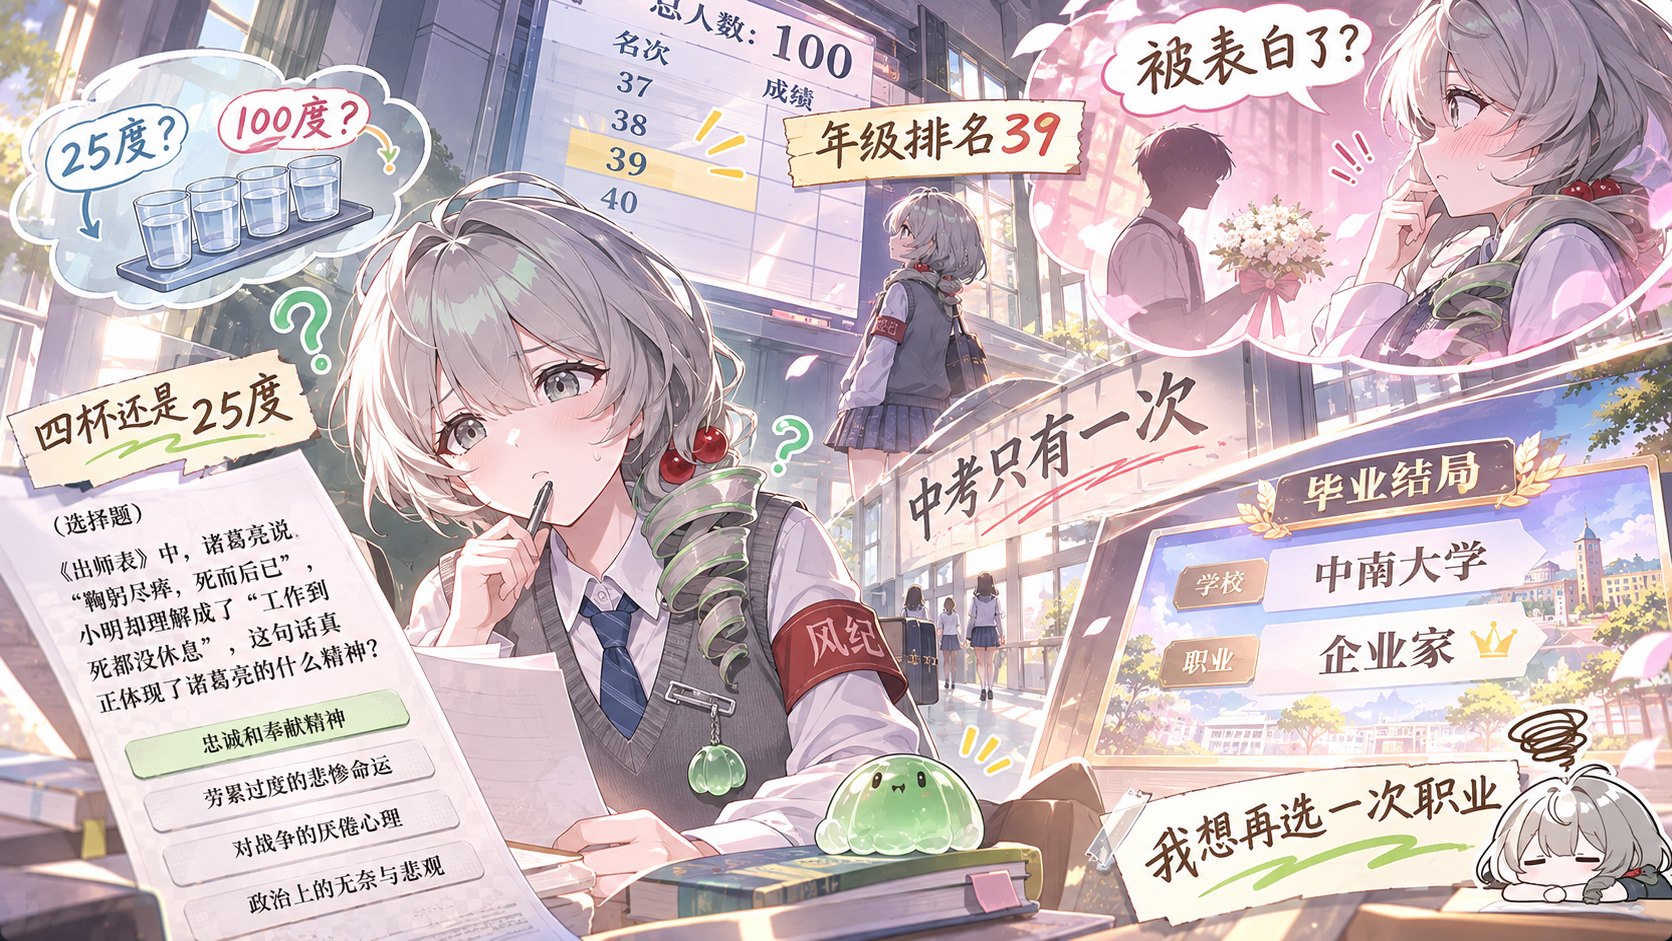 25度？
100度？
四杯还是25度
（选择题）
《出师表》中，诸葛亮说
“鞠躬尽瘁，死而后已”，
小明却理解成了“工作到
死都没休息”，这句话真
正体现了诸葛亮的什么精神？
忠诚和奉献精神
劳累过度的悲惨命运
对战争的厌倦心理
政治上的无奈与悲观
总人数：100
名次 成绩
37
38
39
40
年级排名39
被表白了？
风纪
风纪
中考只有一次
毕业结局
学校 中南大学
职业 企业家
我想再选一次职业